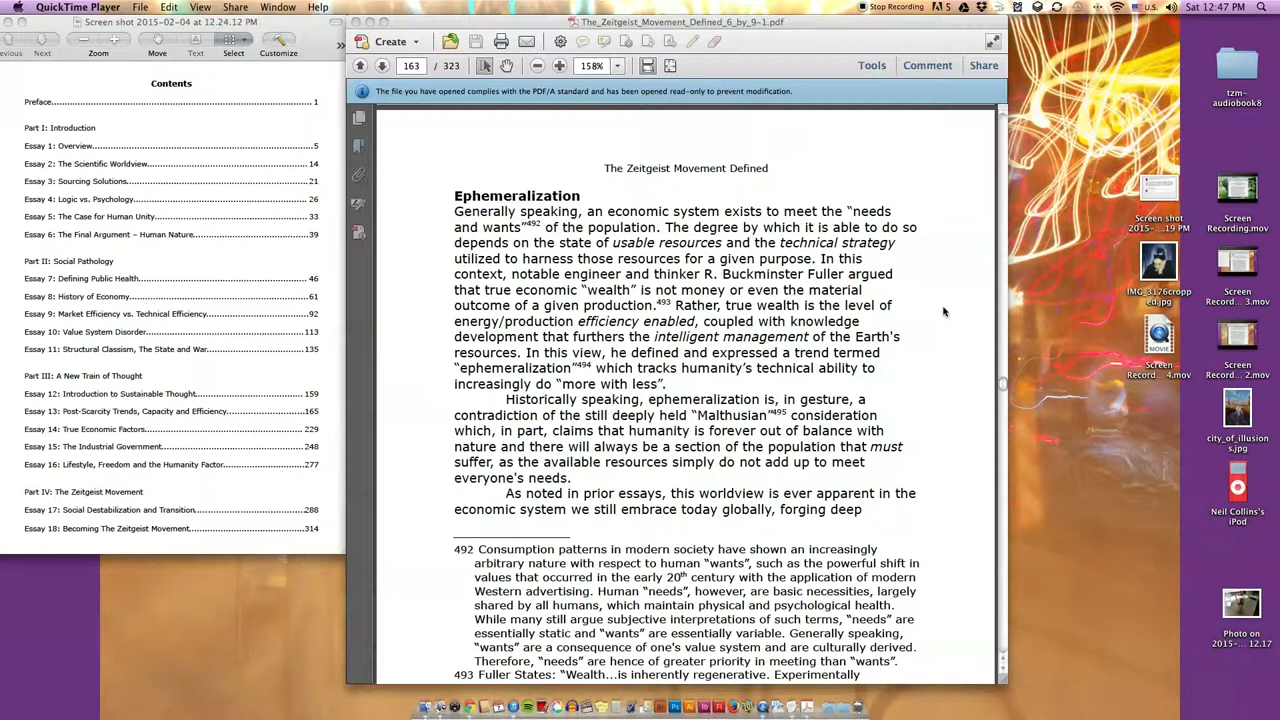 QuickTime Player File Edit View Share Window Help
Stop Recording
5
U.S.
Sat 12:47 PM
Screen shot 2015-02-04 at 12.24.12 PM
Next
Zoom
Move
Text
Select
Customize
»
Contents
Preface 1
Part I: Introduction
Essay 1: Overview 5
Essay 2: The Scientific Worldview 14
Essay 3: Sourcing Solutions 21
Essay 4: Logic vs. Psychology 26
Essay 5: The Case for Human Unity 33
Essay 6: The Final Argument – Human Nature 39
Part II: Social Pathology
Essay 7: Defining Public Health 46
Essay 8: History of Economy 61
Essay 9: Market Efficiency vs. Technical Efficiency 92
Essay 10: Value System Disorder 113
Essay 11: Structural Classism, The State and War 135
Part III: A New Train of Thought
Essay 12: Introduction to Sustainable Thought 159
Essay 13: Post-Scarcity Trends, Capacity and Efficiency 165
Essay 14: True Economic Factors 229
Essay 15: The Industrial Government 248
Essay 16: Lifestyle, Freedom and the Humanity Factor 277
Part IV: The Zeitgeist Movement
Essay 17: Social Destabilization and Transition 288
Essay 18: Becoming The Zeitgeist Movement 314
The_Zeitgeist_Movement_Defined_6_by_9-1.pdf
Create
163 / 323
158%
Tools
Comment
Share
The file you have opened complies with the PDF/A standard and has been opened read-only to prevent modification.
The Zeitgeist Movement Defined
Ephemeralization
Generally speaking, an economic system exists to meet the “needs
and wants”492 of the population. The degree by which it is able to do so
depends on the state of usable resources and the technical strategy
utilized to harness those resources for a given purpose. In this
context, notable engineer and thinker R. Buckminster Fuller argued
that true economic “wealth” is not money or even the material
outcome of a given production.493 Rather, true wealth is the level of
energy/production efficiency enabled, coupled with knowledge
development that furthers the intelligent management of the Earth's
resources. In this view, he defined and expressed a trend termed
“ephemeralization”494 which tracks humanity’s technical ability to
increasingly do “more with less”.
Historically speaking, ephemeralization is, in gesture, a
contradiction of the still deeply held “Malthusian”495 consideration
which, in part, claims that humanity is forever out of balance with
nature and there will always be a section of the population that must
suffer, as the available resources simply do not add up to meet
everyone's needs.
As noted in prior essays, this worldview is ever apparent in the
economic system we still embrace today globally, forging deep
492 Consumption patterns in modern society have shown an increasingly
arbitrary nature with respect to human “wants”, such as the powerful shift in
values that occurred in the early 20th century with the application of modern
Western advertising. Human “needs”, however, are basic necessities, largely
shared by all humans, which maintain physical and psychological health.
While many still argue subjective interpretations of such terms, “needs” are
essentially static and “wants” are essentially variable. Generally speaking,
“wants” are a consequence of one's value system and are culturally derived.
Therefore, “needs” are hence of greater priority in meeting than “wants”.
493 Fuller States: “Wealth...is inherently regenerative. Experimentally
tzm-
audiobook8
Screen shot
2015-...19 PM
Screen
Recording.mov
IMG_3176cropp
ed.jpg
Screen
Record... 3.mov
MOVIE
Screen
Record... 4.mov
Screen
Record... 2.mov
city_of_illusion
s.jpg
Neil Collins's
iPod
Photo on
2015-... 12.17